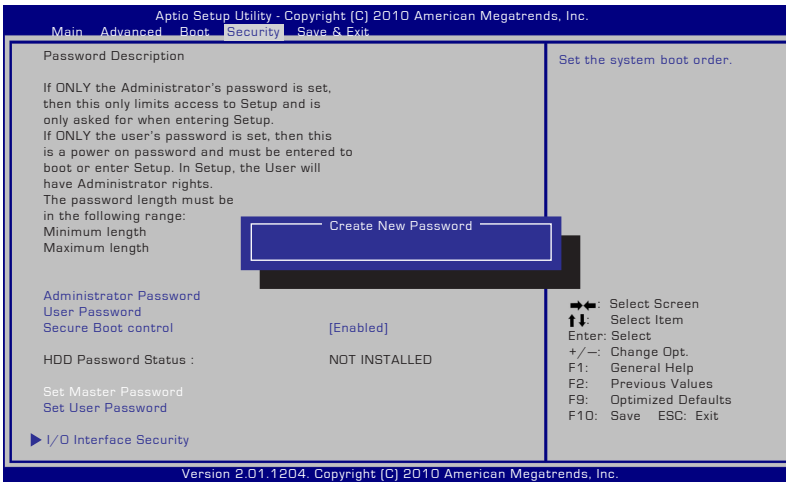 Aptio Setup Utility - Copyright (C) 2010 American Megatrends, Inc.
Main Advanced Boot Security Save & Exit
Password Description
If ONLY the Administrator's password is set,
then this only limits access to Setup and is
only asked for when entering Setup.
If ONLY the user's password is set, then this
is a power on password and must be entered to
boot or enter Setup. In Setup, the User will
have Administrator rights.
The password length must be
in the following range:
Minimum length
Maximum length
Create New Password
Administrator Password
User Password
Secure Boot control [Enabled]
HDD Password Status : NOT INSTALLED
Set Master Password
Set User Password
I/O Interface Security
Set the system boot order.
: Select Screen
: Select Item
Enter: Select
+/—: Change Opt.
F1: General Help
F2: Previous Values
F9: Optimized Defaults
F10: Save ESC: Exit
Version 2.01.1204. Copyright (C) 2010 American Megatrends, Inc.